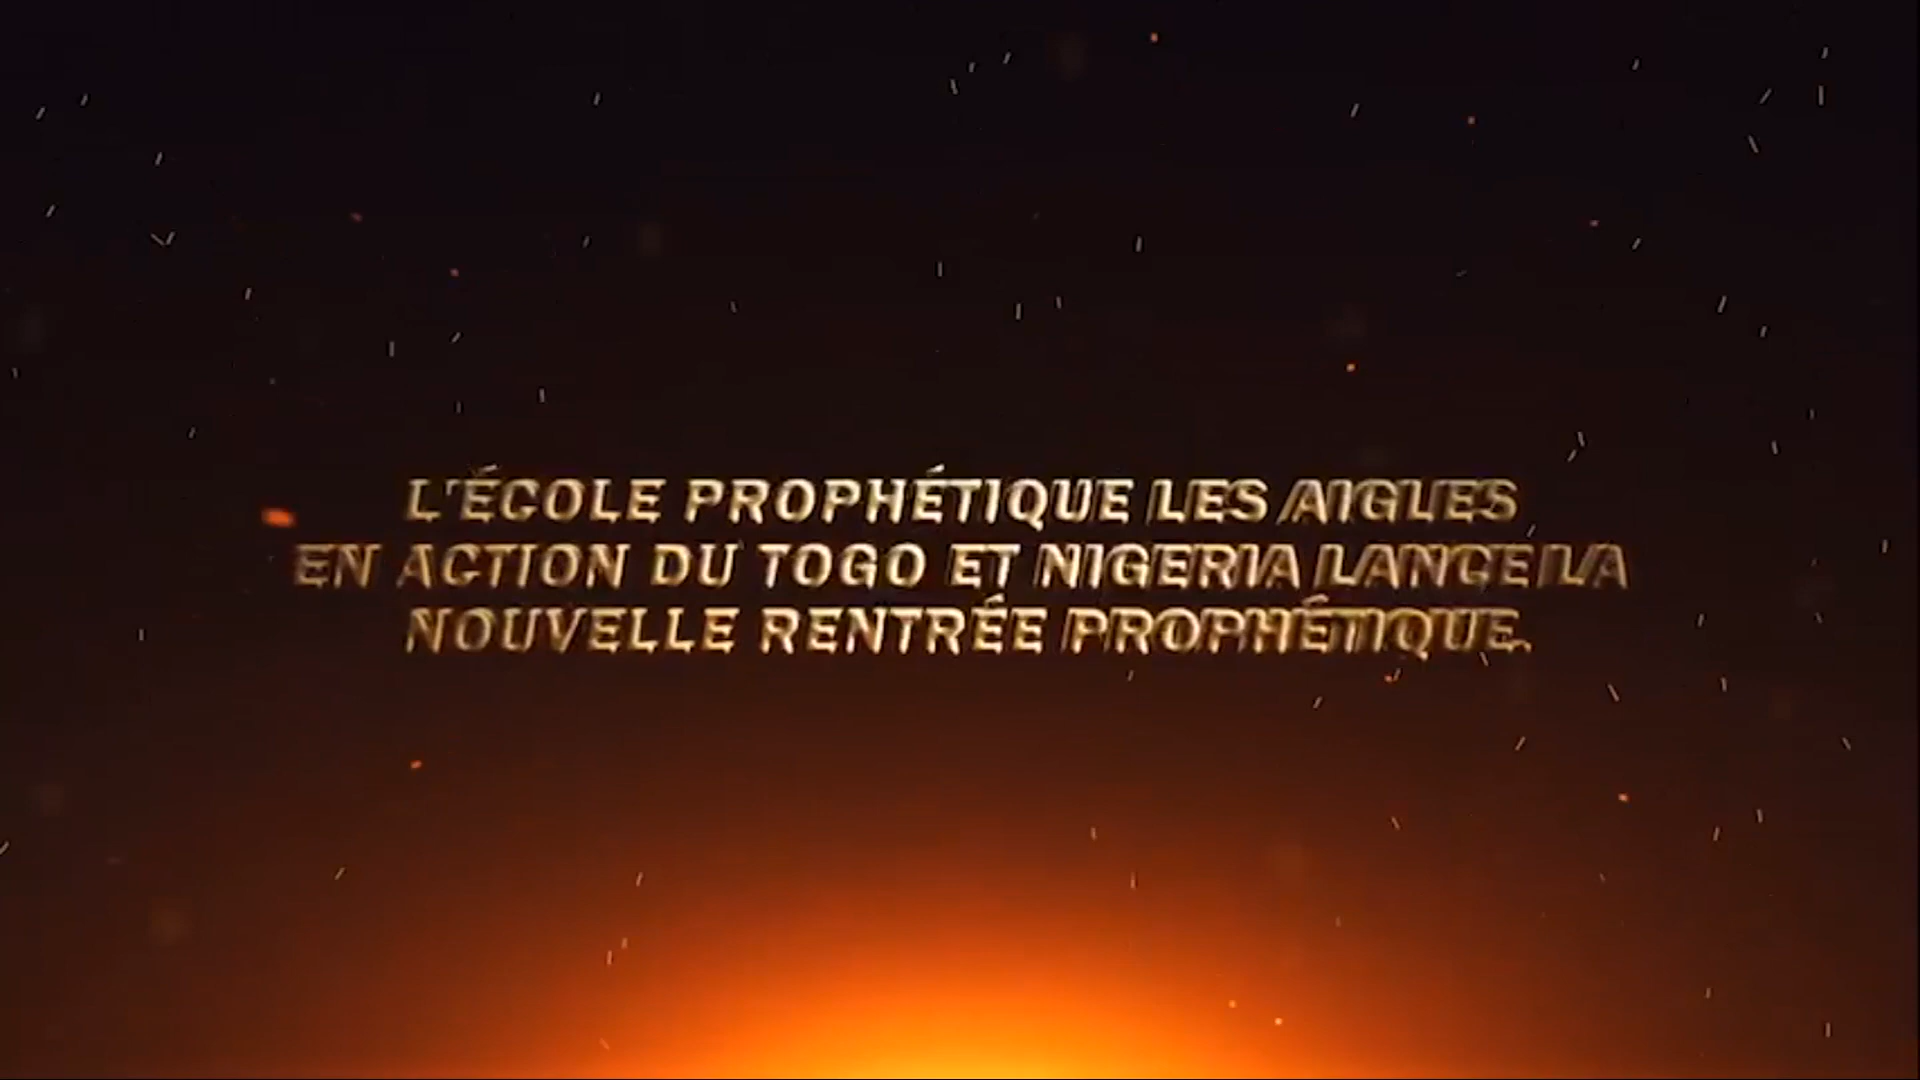 L'ÉCOLE PROPHÉTIQUE LES AIGLES
EN ACTION DU TOGO ET NIGERIA LANCE LA
NOUVELLE RENTRÉE PROPHÉTIQUE.